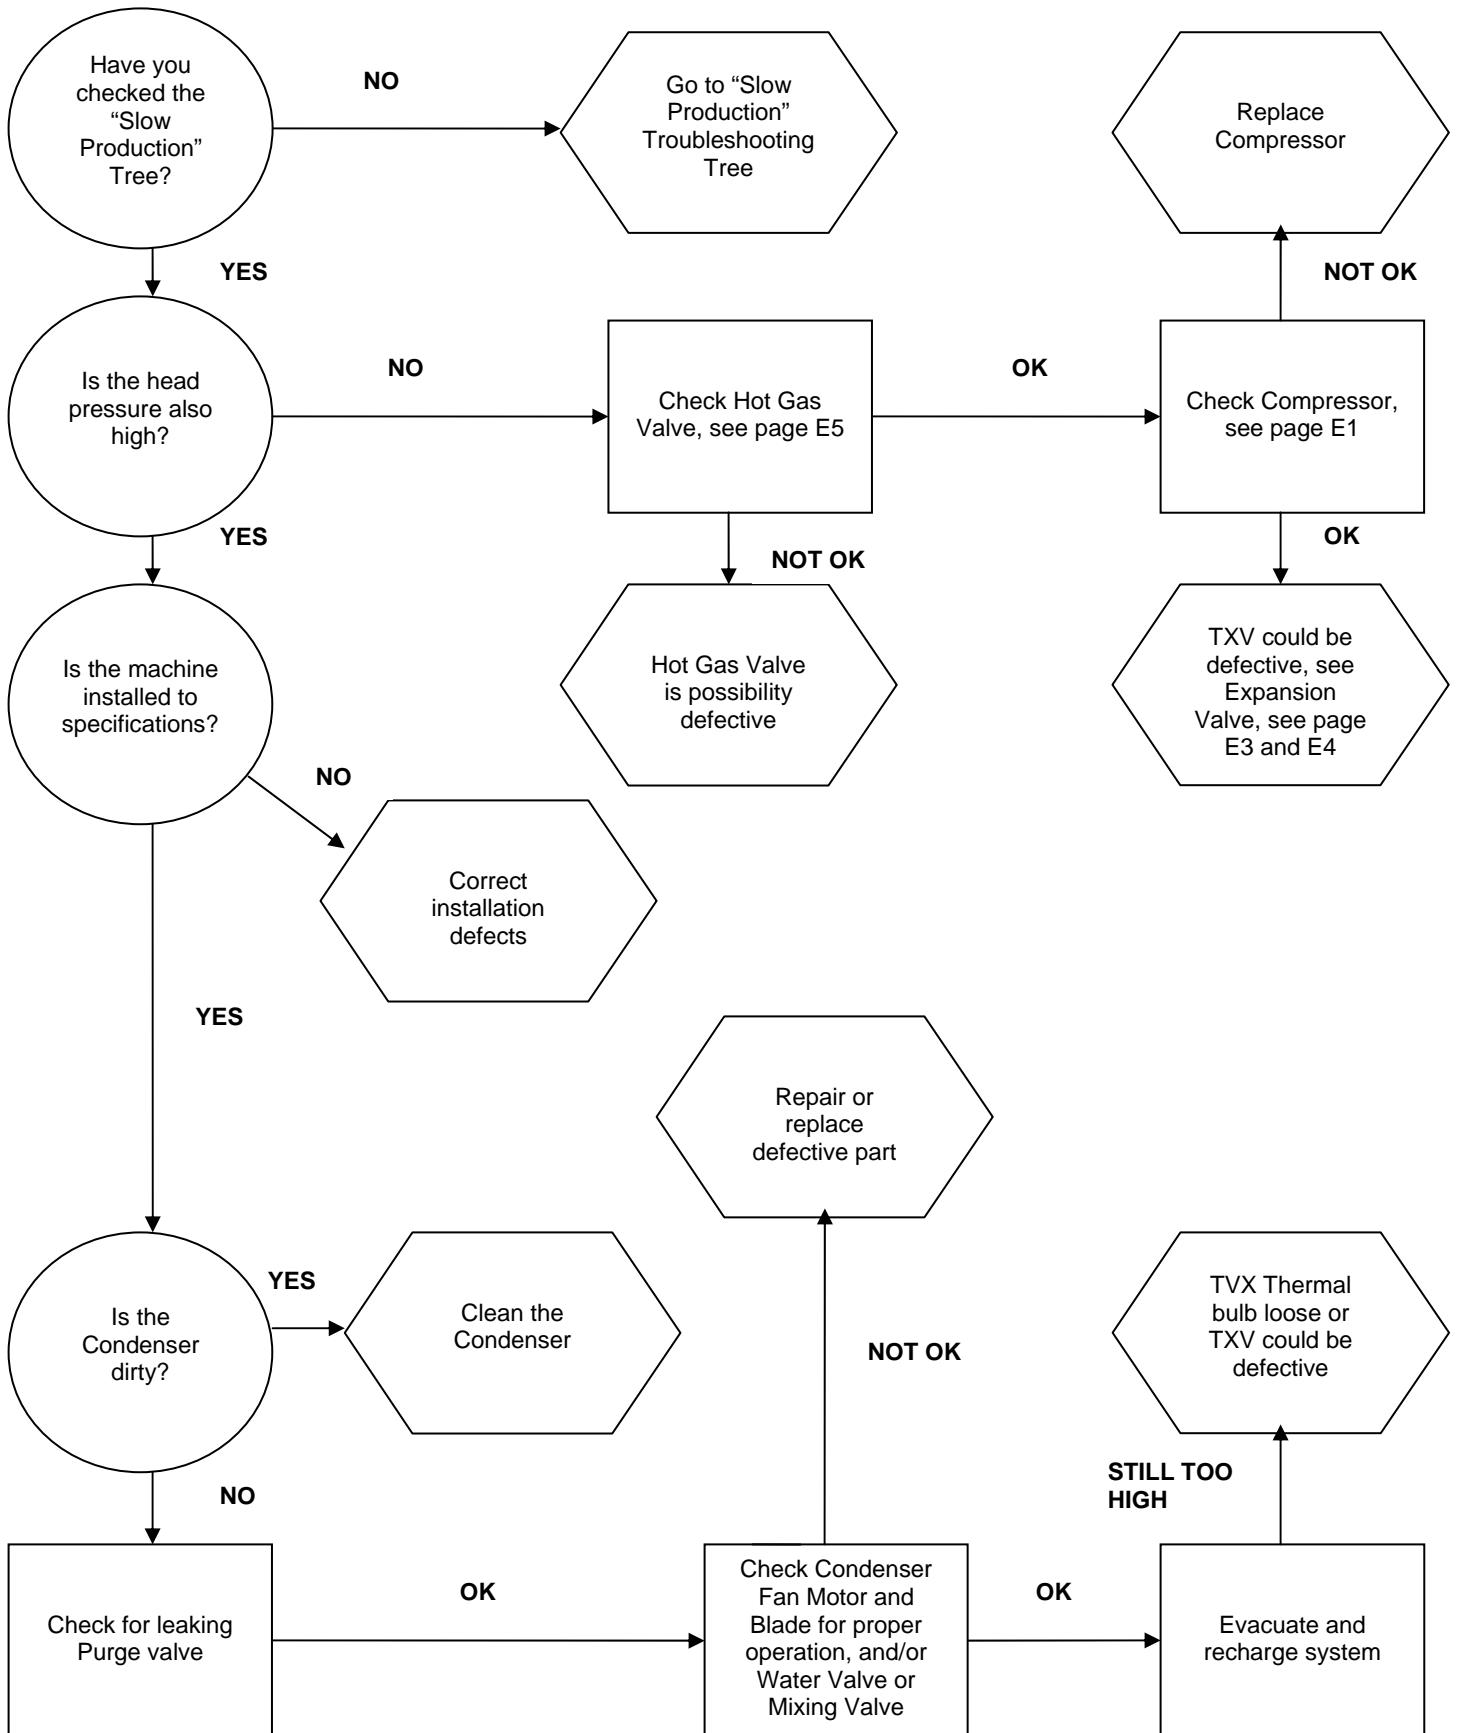 Have you
checked the
“Slow
Production”
Tree?
NO
Go to “Slow
Production”
Troubleshooting
Tree
Replace
Compressor
YES
NOT OK
Is the head
pressure also
high?
NO
Check Hot Gas
Valve, see page E5
OK
Check Compressor,
see page E1
YES
NOT OK
OK
Is the machine
installed to
specifications?
Hot Gas Valve
is possibility
defective
TXV could be
defective, see
Expansion
Valve, see page
E3 and E4
NO
Correct
installation
defects
YES
Repair or
replace
defective part
Is the
Condenser
dirty?
YES
Clean the
Condenser
NOT OK
TVX Thermal
bulb loose or
TXV could be
defective
STILL TOO
HIGH
NO
Check for leaking
Purge valve
OK
Check Condenser
Fan Motor and
Blade for proper
operation, and/or
Water Valve or
Mixing Valve
OK
Evacuate and
recharge system